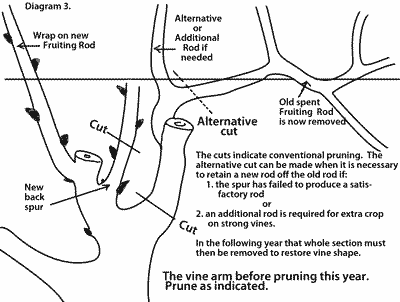 Diagram 3.
Wrap on new
Fruiting Rod
Alternative
or
Additional
Rod if
needed
Old spent
Fruiting Rod
is now removed
Alternative
cut
Cut
New
back
spur
Cut
The cuts indicate conventional pruning. The
alternative cut can be made when it is necessary
to retain a new rod off the old rod if:
1. the spur has failed to produce a satis-
factory rod
or
2. an additional rod is required for extra crop
on strong vines.
In the following year that whole section must
then be removed to restore vine shape.
The vine arm before pruning this year.
Prune as indicated.